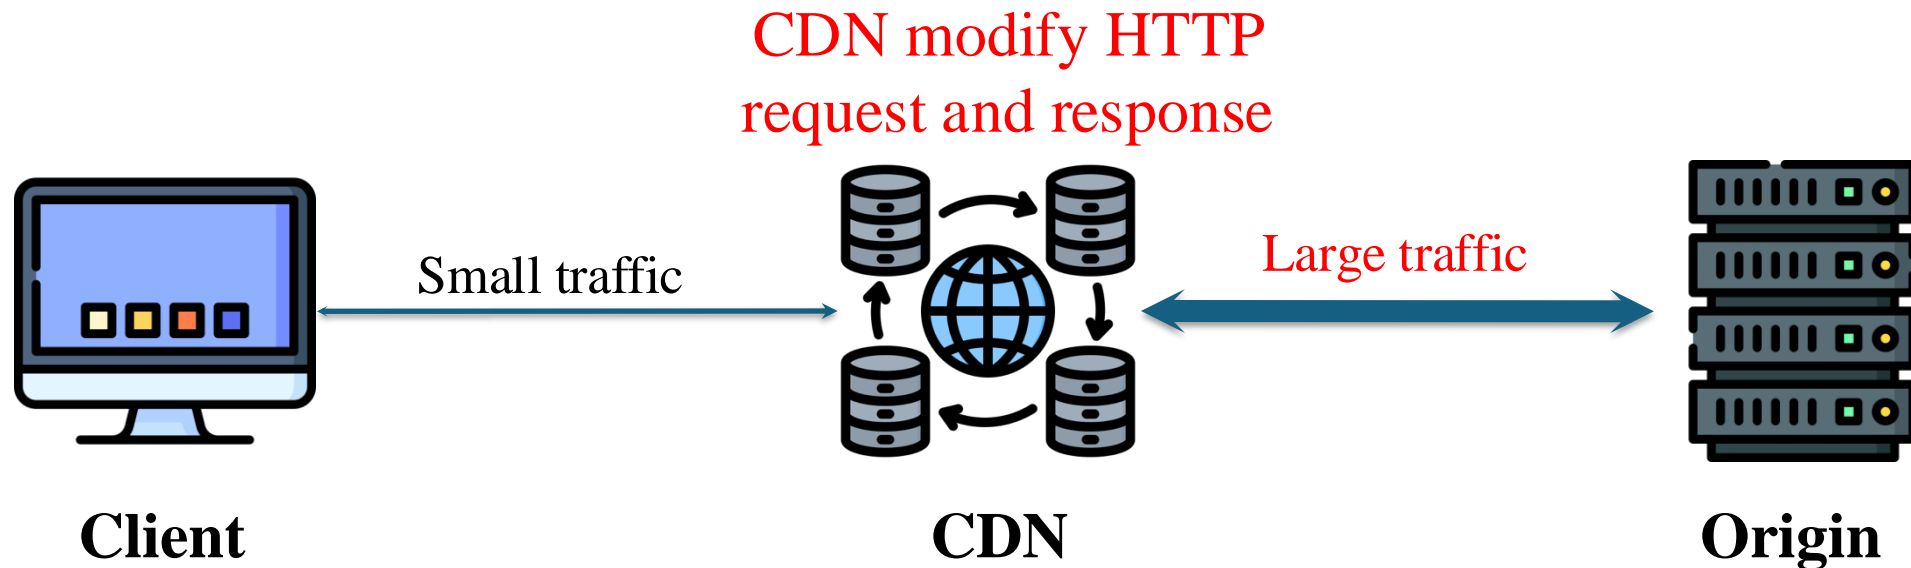 CDN modify HTTP
request and response
Small traffic
Large traffic
Client
CDN
Origin